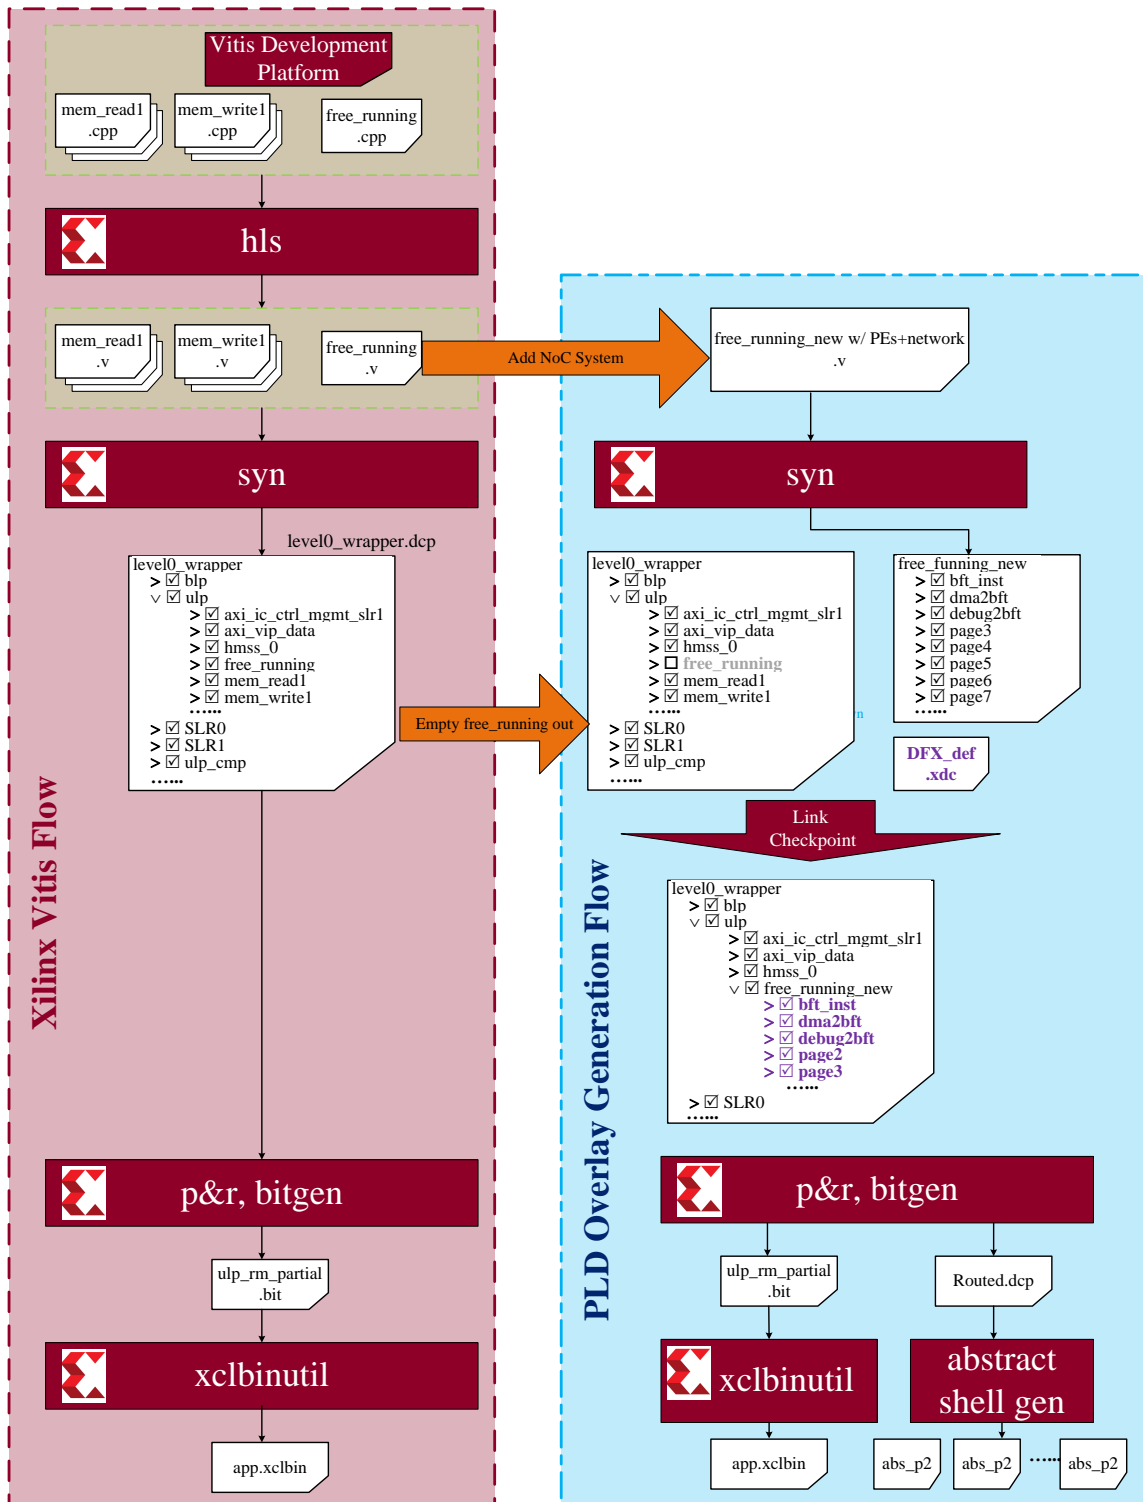 Vitis Development
Platform
mem_read1
.cpp
mem_write1
.cpp
free_running
.cpp
hls
mem_read1
.v
mem_write1
.v
free_running
.v
Add NoC System
free_running_new w/ PEs+network
.v
syn
syn
level0_wrapper.dcp
level0_wrapper
> ☑ blp
v ☑ ulp
> ☑ axi_ic_ctrl_mgmt_slr1
> ☑ axi_vip_data
> ☑ hmss_0
> ☑ free_running
> ☑ mem_read1
> ☑ mem_write1
......
> ☑ SLR0
> ☑ SLR1
> ☑ ulp_cmp
......
Empty free_running out
level0_wrapper
> ☑ blp
v ☑ ulp
> ☑ axi_ic_ctrl_mgmt_slr1
> ☑ axi_vip_data
> ☑ hmss_0
> ☐ free_running
> ☑ mem_read1
> ☑ mem_write1
......
> ☑ SLR0
> ☑ SLR1
> ☑ ulp_cmp
......
free_funning_new
> ☑ bft_inst
> ☑ dma2bft
> ☑ debug2bft
> ☑ page3
> ☑ page4
> ☑ page5
> ☑ page6
> ☑ page7
......
DFX_def
.xdc
Link
Checkpoint
level0_wrapper
> ☑ blp
v ☑ ulp
> ☑ axi_ic_ctrl_mgmt_slr1
> ☑ axi_vip_data
> ☑ hmss_0
v ☑ free_running_new
> ☑ bft_inst
> ☑ dma2bft
> ☑ debug2bft
> ☑ page2
> ☑ page3
......
> ☑ SLR0
......
Xilinx Vitis Flow
PLD Overlay Generation Flow
p&r, bitgen
p&r, bitgen
ulp_rm_partial
.bit
ulp_rm_partial
.bit
Routed.dcp
xclbinutil
xclbinutil
abstract
shell gen
app.xclbin
app.xclbin
abs_p2
abs_p2
......
abs_p2